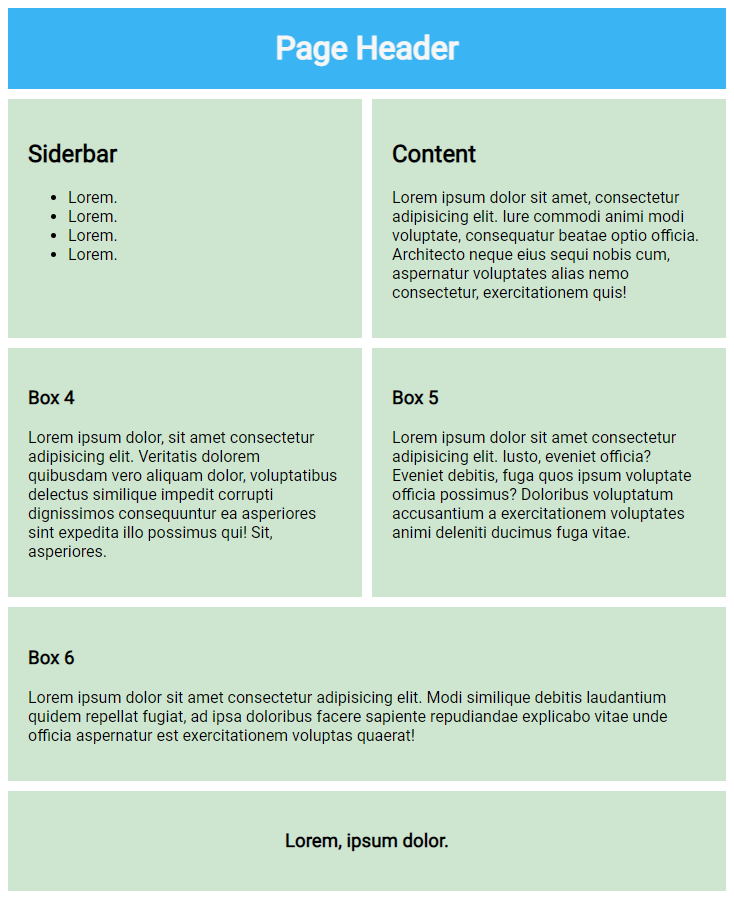 Page Header
Siderbar
Lorem.
Lorem.
Lorem.
Lorem.
Content
Lorem ipsum dolor sit amet, consectetur
adipisicing elit. Iure commodi animi modi
voluptate, consequatur beatae optio officia.
Architecto neque eius sequi nobis cum,
aspernatur voluptates alias nemo
consectetur, exercitationem quis!
Box 4
Lorem ipsum dolor, sit amet consectetur
adipisicing elit. Veritatis dolorem
quibusdam vero aliquam dolor, voluptatibus
delectus similique impedit corrupti
dignissimos consequuntur ea asperiores
sint expedita illo possimus qui! Sit,
asperiores.
Box 5
Lorem ipsum dolor sit amet consectetur
adipisicing elit. Iusto, eveniet officia?
Eveniet debitis, fuga quos ipsum voluptate
officia possimus? Doloribus voluptatum
accusantium a exercitationem voluptates
animi deleniti ducimus fuga vitae.
Box 6
Lorem ipsum dolor sit amet consectetur adipisicing elit. Modi similique debitis laudantium
quidem repellat fugiat, ad ipsa doloribus facere sapiente repudiandae explicabo vitae unde
officia aspernatur est exercitationem voluptas quaerat!
Lorem, ipsum dolor.